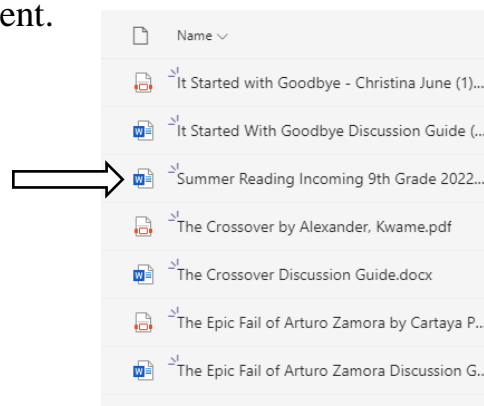 ent.
Name
It Started with Goodbye - Christina June (1)...
It Started With Goodbye Discussion Guide (...
Summer Reading Incoming 9th Grade 2022...
The Crossover by Alexander, Kwame.pdf
The Crossover Discussion Guide.docx
The Epic Fail of Arturo Zamora by Cartaya P...
The Epic Fail of Arturo Zamora Discussion G...